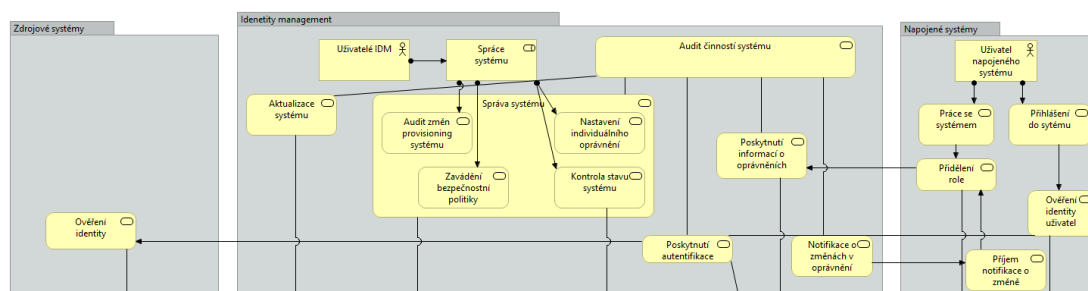 Zdrojové systémy
Idenetity management
Napojené systémy
Uživatelé IDM
Spráce
systému
Audit činností systému
Uživatel
napojeného
systému
Aktualizace
systému
Správa systému
Audit změn
provisioning
systému
Nastavení
individuálního
oprávnění
Zavádění
bezpečnostní
politiky
Kontrola stavu
systému
Poskytnutí
informací o
oprávněních
Práce se
systémem
Přihlášení
do sytému
Přidělení
role
Ověření
identity
uživatel
Ověření
identity
Poskytnutí
autentifikace
Notifikace o
změnách v
oprávnění
Příjem
notifikace o
změně